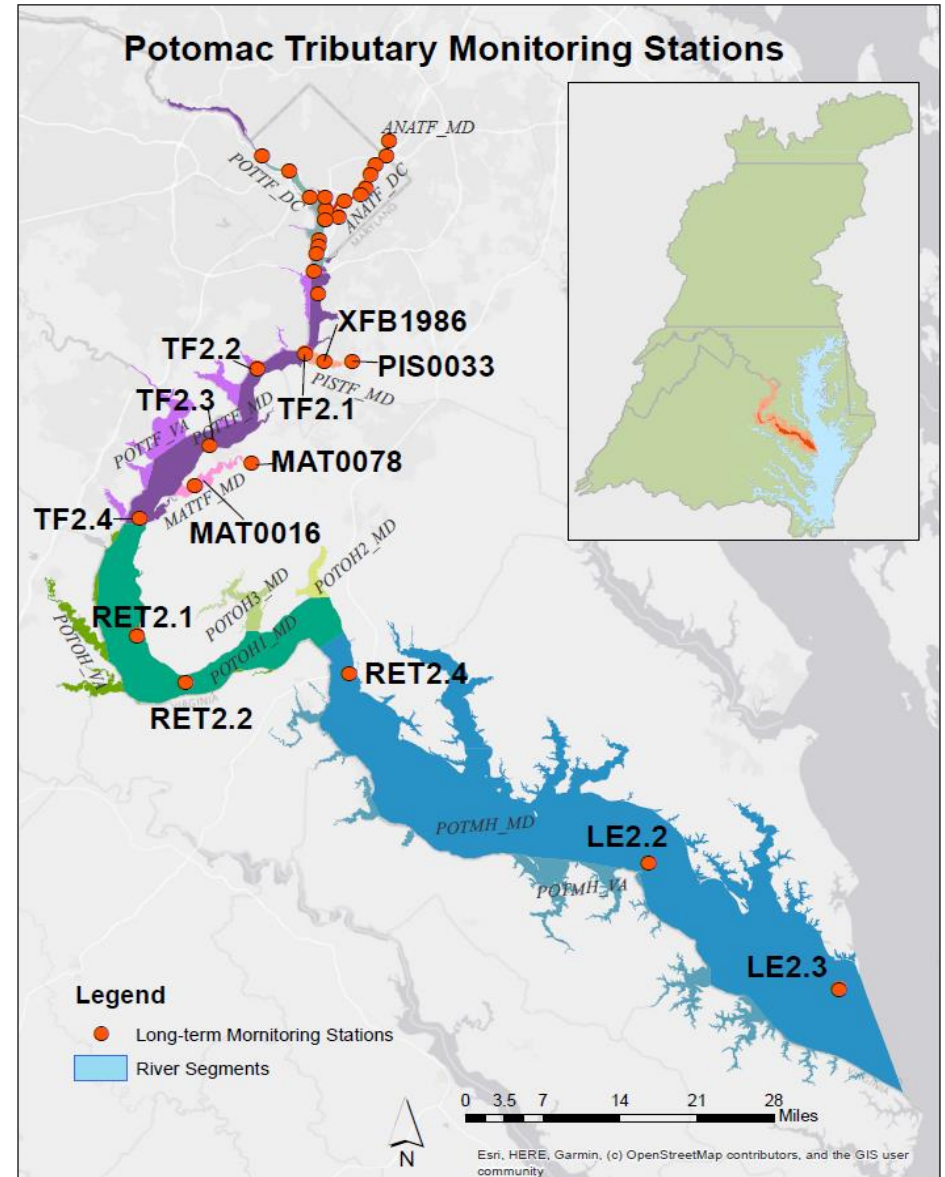 Potomac Tributary Monitoring Stations
ANATF_MD
POTTF_DC
ANATF_DC
MARYLAND
XFB1986
TF2.2
PIS0033
PISTF_MD
TF2.3
TF2.1
POTTF_VA
POTTF_MD
MAT0078
MATTF_MD
TF2.4
MAT0016
POTOH2_MD
POTOH3_MD
RET2.1
POTOH_VA
POTOH1_MD
RET2.4
VIRGINIA
RET2.2
POTMH_MD
LE2.2
POTMH_VA
LE2.3
VIRGINIA
Legend
Long-term Mornitoring Stations
River Segments
0 3.5 7 14 21 28
Miles
N
Esri, HERE, Garmin, (c) OpenStreetMap contributors, and the GIS user
community